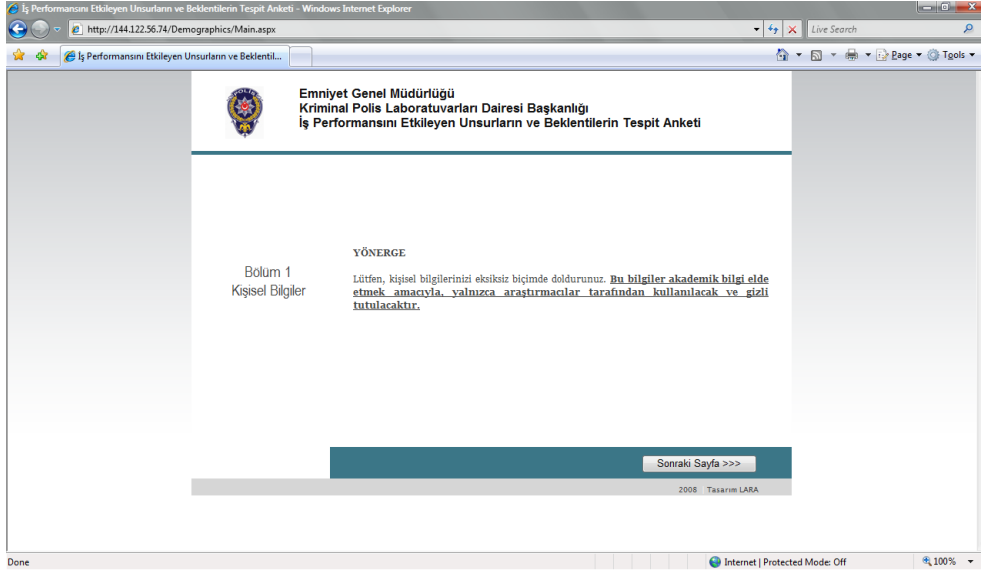 İş Performansını Etkileyen Unsurların ve Beklentilerin Tespit Anketi - Windows Internet Explorer
http://144.122.56.74/Demographics/Main.aspx
Live Search
İş Performansını Etkileyen Unsurların ve Beklentil...
Page
Tools
POLİS
Emniyet Genel Müdürlüğü
Kriminal Polis Laboratuvarları Dairesi Başkanlığı
İş Performansını Etkileyen Unsurların ve Beklentilerin Tespit Anketi
Bölüm 1
Kişisel Bilgiler
YÖNERGE
Lütfen, kişisel bilgilerinizi eksiksiz biçimde doldurunuz. Bu bilgiler akademik bilgi elde
etmek amacıyla, yalnızca araştırmacılar tarafından kullanılacak ve gizli
tutulacaktır.
Sonraki Sayfa >>>
2008 | Tasarım LARA
Done
Internet | Protected Mode: Off
100%